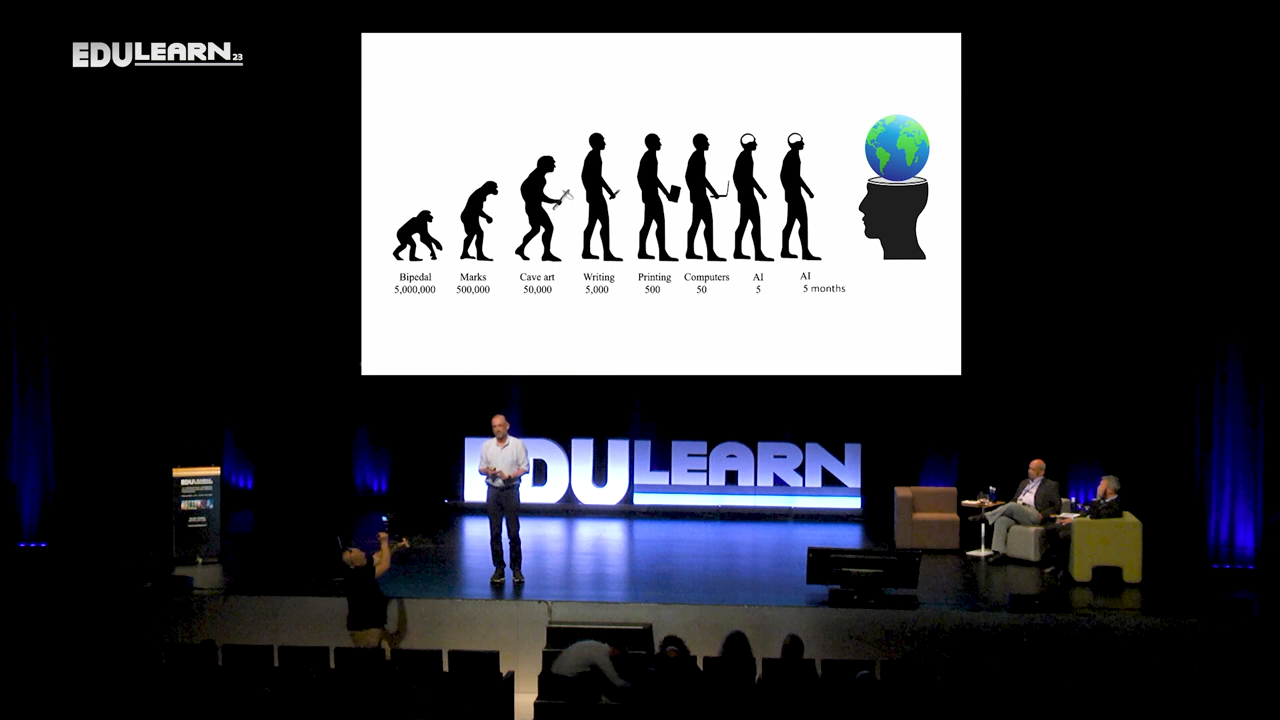 EDULEARN23
Bipedal
5,000,000
Marks
500,000
Cave art
50,000
Writing
5,000
Printing
500
Computers
50
AI
5
AI
5 months
EDULEARN